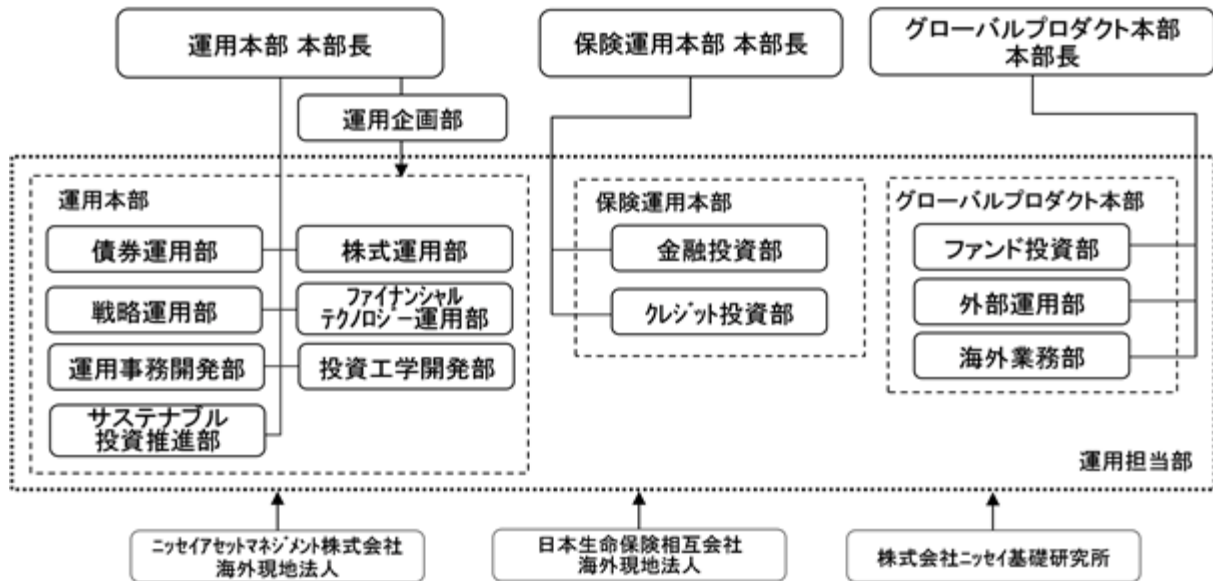 運用本部 本部長
保険運用本部 本部長
グローバルプロダクト本部
本部長
運用企画部
運用本部
債券運用部
株式運用部
戦略運用部
ファイナンシャル
テクノロジー運用部
運用事務開発部
投資工学開発部
サステナブル
投資推進部
保険運用本部
金融投資部
クレジット投資部
グローバルプロダクト本部
ファンド投資部
外部運用部
海外業務部
運用担当部
ニッセイアセットマネジメント株式会社
海外現地法人
日本生命保険相互会社
海外現地法人
株式会社ニッセイ基礎研究所